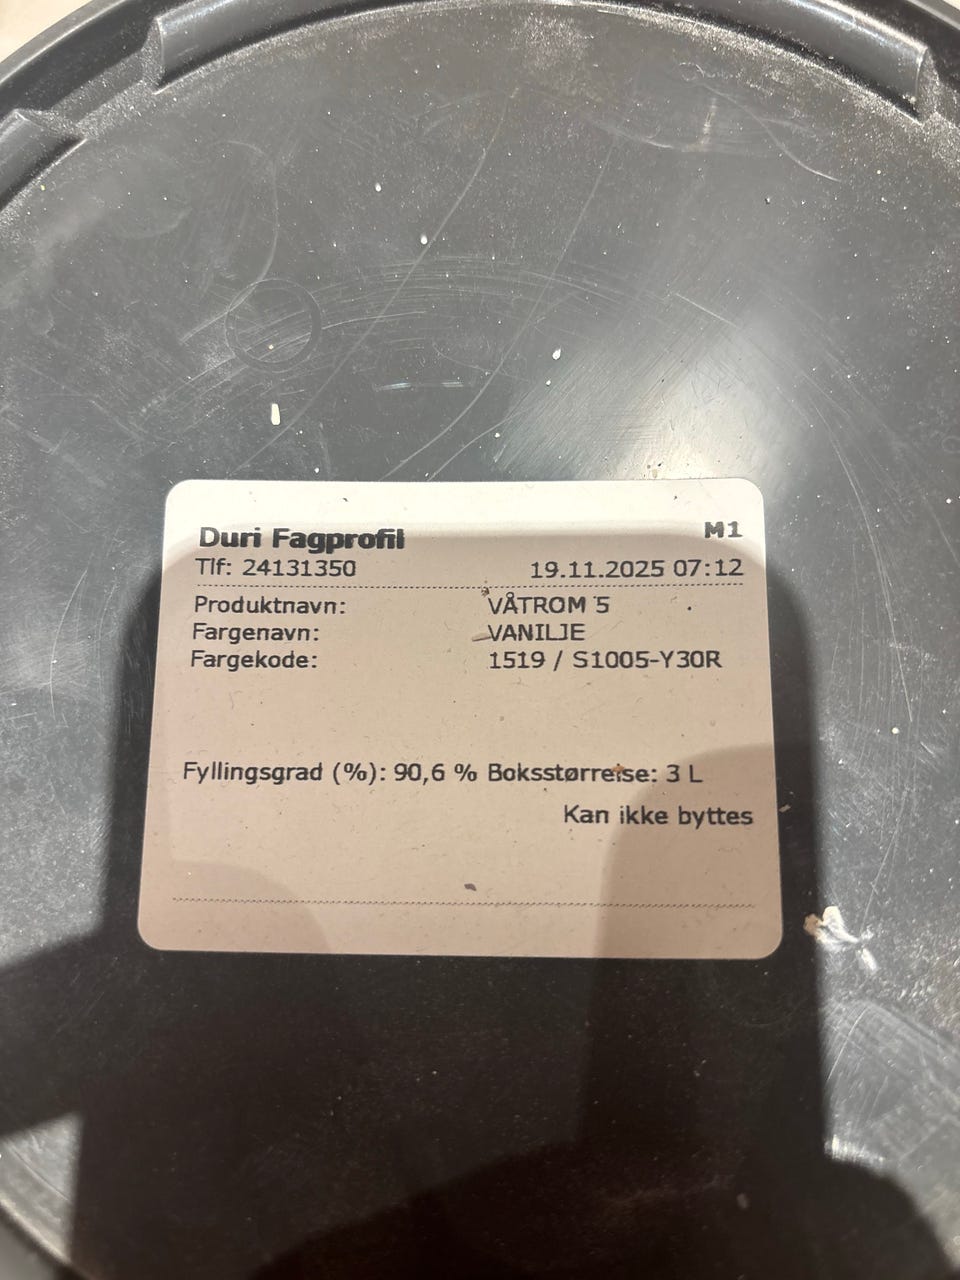 Duri Fagprofil M1
Tlf: 24131350 19.11.2025 07:12
Produktnavn: VÅTROM 5
Fargenavn: VANILJE
Fargekode: 1519 / S1005-Y30R
Fyllingsgrad (%): 90,6 % Boksstørrelse: 3 L
Kan ikke byttes